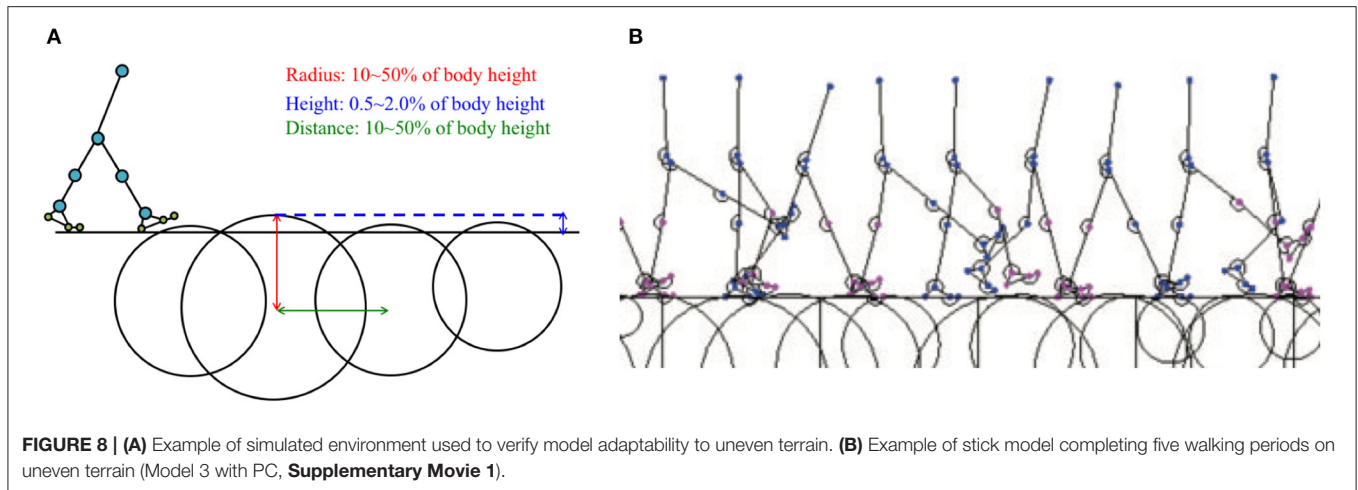 A
B
Radius: 10~50% of body height
Height: 0.5~2.0% of body height
Distance: 10~50% of body height
FIGURE 8 | (A) Example of simulated environment used to verify model adaptability to uneven terrain. (B) Example of stick model completing five walking periods on
uneven terrain (Model 3 with PC, Supplementary Movie 1).